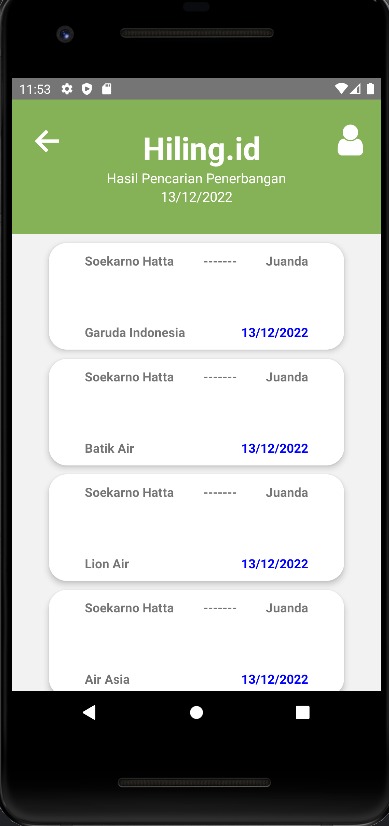 11:53
Hiling.id
Hasil Pencarian Penerbangan
13/12/2022
Soekarno Hatta ------- Juanda
Garuda Indonesia 13/12/2022
Soekarno Hatta ------- Juanda
Batik Air 13/12/2022
Soekarno Hatta ------- Juanda
Lion Air 13/12/2022
Soekarno Hatta ------- Juanda
Air Asia 13/12/2022